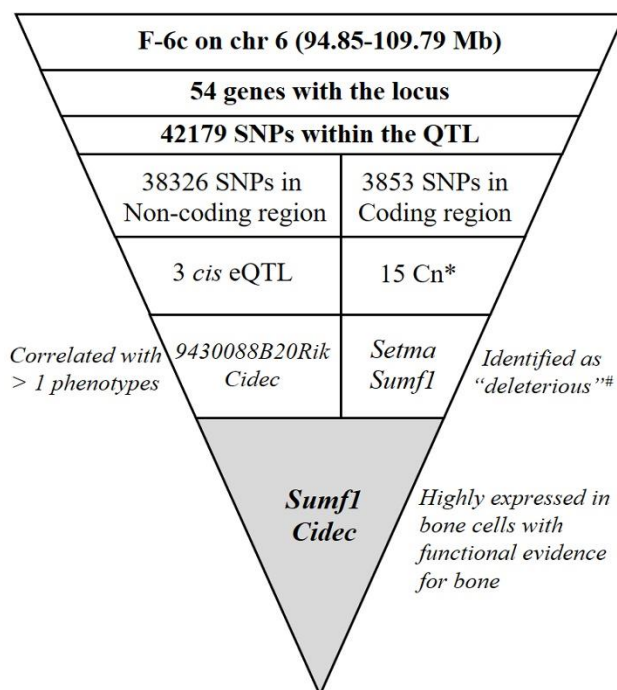 F-6c on chr 6 (94.85-109.79 Mb)
54 genes with the locus
42179 SNPs within the QTL
38326 SNPs in
Non-coding region
3853 SNPs in
Coding region
3 cis eQTL
15 Cn*
Correlated with
> 1 phenotypes
9430088B20Rik
Cidec
Setma
Sumf1
Identified as
“deleterious”#
Sumf1
Cidec
Highly expressed in
bone cells with
functional evidence
for bone